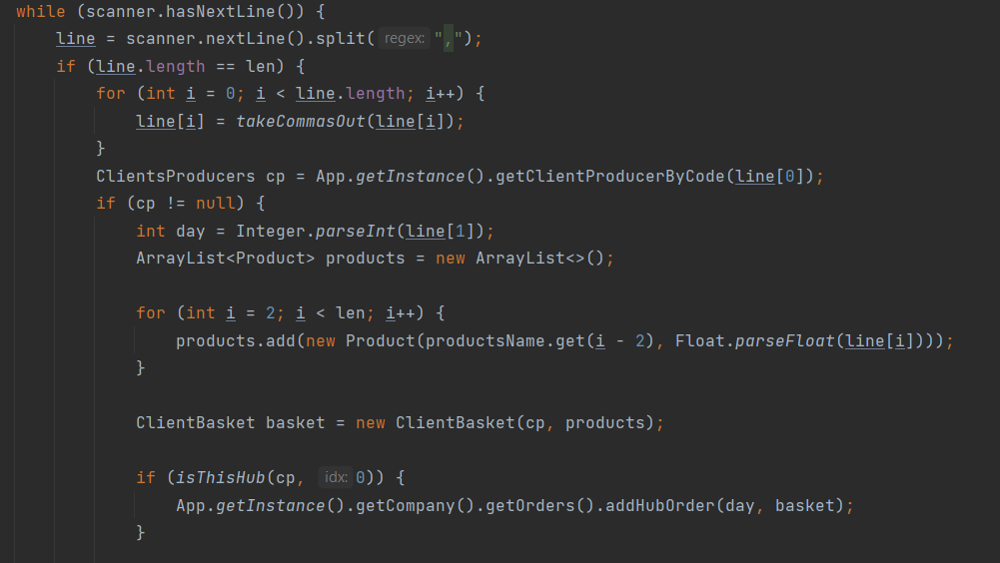 while (scanner.hasNextLine()) {
    line = scanner.nextLine().split( regex: ",");
    if (line.length == len) {
        for (int i = 0; i < line.length; i++) {
            line[i] = takeCommasOut(line[i]);
        }
        ClientsProducers cp = App.getInstance().getClientProducerByCode(line[0]);
        if (cp != null) {
            int day = Integer.parseInt(line[1]);
            ArrayList<Product> products = new ArrayList<>();

            for (int i = 2; i < len; i++) {
                products.add(new Product(productsName.get(i - 2), Float.parseFloat(line[i])));
            }

            ClientBasket basket = new ClientBasket(cp, products);

            if (isThisHub(cp, idx: 0)) {
                App.getInstance().getCompany().getOrders().addHubOrder(day, basket);
            }